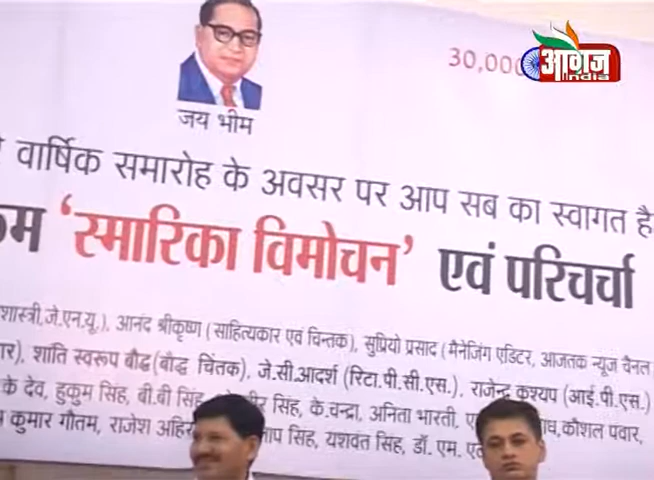 30,000
आग़ाज़
india
जय भीम
वार्षिक समारोह के अवसर पर आप सब का स्वागत है
'स्मारिका विमोचन' एवं परिचर्चा
शास्त्री,जे.एन.यू.), आनंद श्रीकृष्ण (साहित्यकार एवं चिन्तक), सुप्रियो प्रसाद (मैनेजिंग एडिटर, आजतक न्यूज चैनल
शांति स्वरूप बौद्ध(बौद्ध चिंतक), जे.सी.आदर्श (रिटा.पी.सी.एस.), राजेन्द्र कश्यप (आई.पी.एस.)
के देव, हुकुम सिंह, बी.बी सिंह, सिंह, के.चन्द्रा, अनिता भारती, कौशल पवार,
कुमार गौतम, राजेश सिंह, यशवंत सिंह, डॉ. एम.